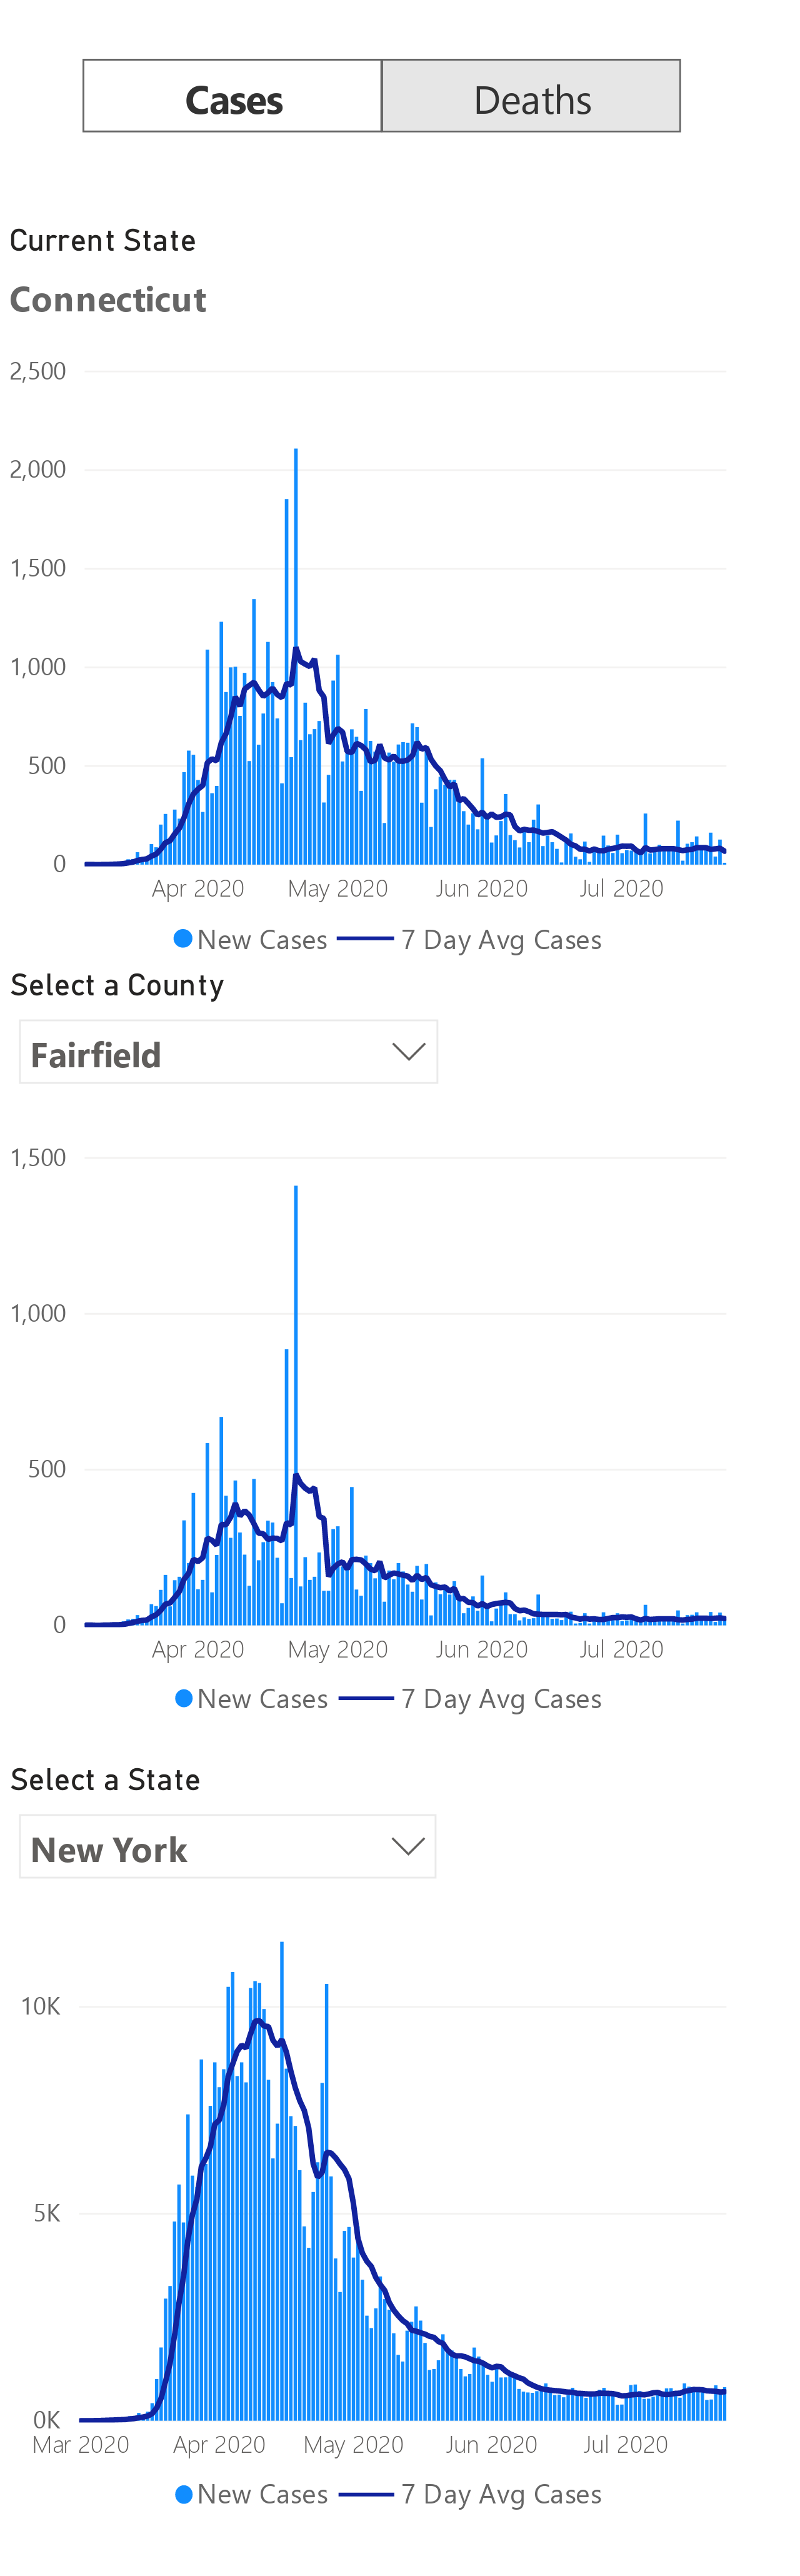 Cases Deaths
Current State
Connecticut
2,500
2,000
1,500
1,000
500
0
Apr 2020 May 2020 Jun 2020 Jul 2020
New Cases 7 Day Avg Cases
Select a County
Fairfield
1,500
1,000
500
0
Apr 2020 May 2020 Jun 2020 Jul 2020
New Cases 7 Day Avg Cases
Select a State
New York
10K
5K
0K
Mar 2020 Apr 2020 May 2020 Jun 2020 Jul 2020
New Cases 7 Day Avg Cases